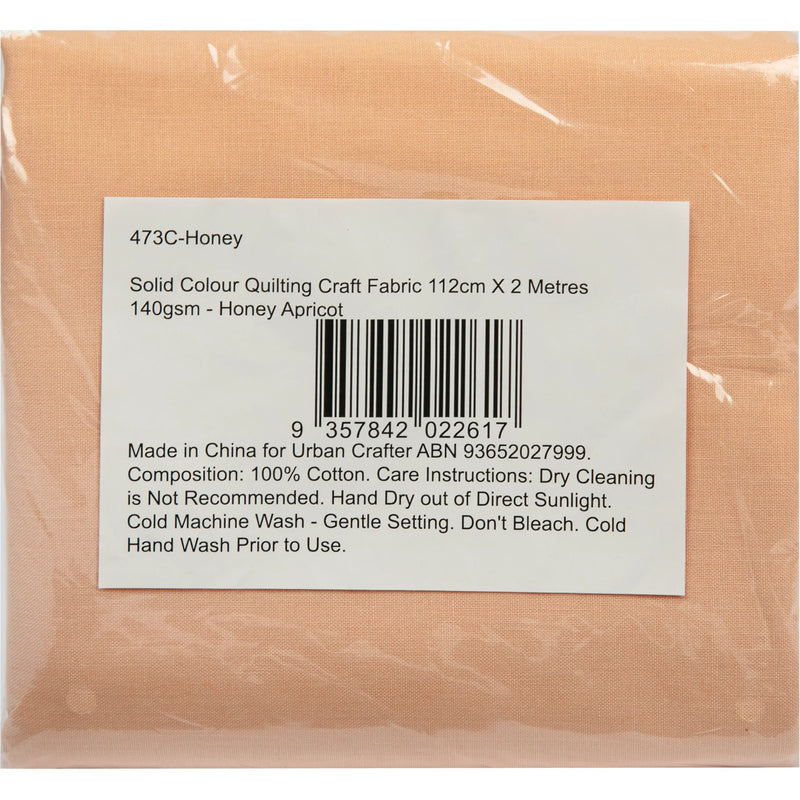 473C-Honey
Solid Colour Quilting Craft Fabric 112cm X 2 Metres
140gsm - Honey Apricot
9 357842 022617
Made in China for Urban Crafter ABN 93652027999.
Composition: 100% Cotton. Care Instructions: Dry Cleaning
is Not Recommended. Hand Dry out of Direct Sunlight.
Cold Machine Wash - Gentle Setting. Don't Bleach. Cold
Hand Wash Prior to Use.